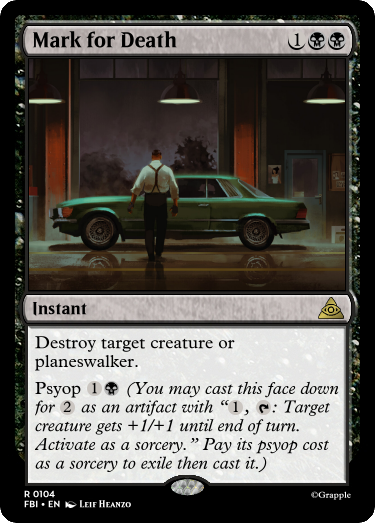 Mark for Death 1
Instant
Destroy target creature or
planeswalker.
Psyop 1 (You may cast this face down
for 2 as an artifact with “1, : Target
creature gets +1/+1 until end of turn.
Activate as a sorcery.” Pay its psyop cost
as a sorcery to exile then cast it.)
R 0104
FBI • EN Leif Heanzo
©Grapple